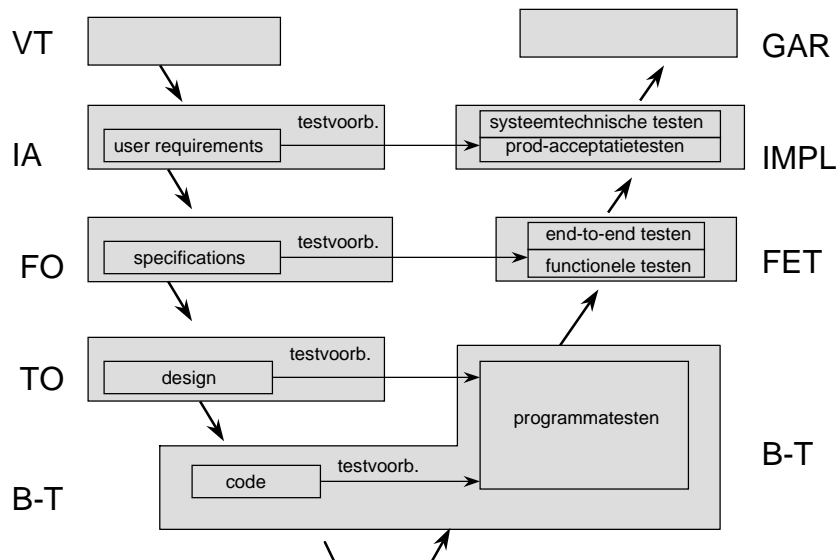 VT
GAR
IA
testvoorb.
user requirements
systeemtechnische testen
prod-acceptatietesten
IMPL
FO
testvoorb.
specifications
end-to-end testen
functionele testen
FET
TO
testvoorb.
design
programmatesten
B-T
B-T
testvoorb.
code